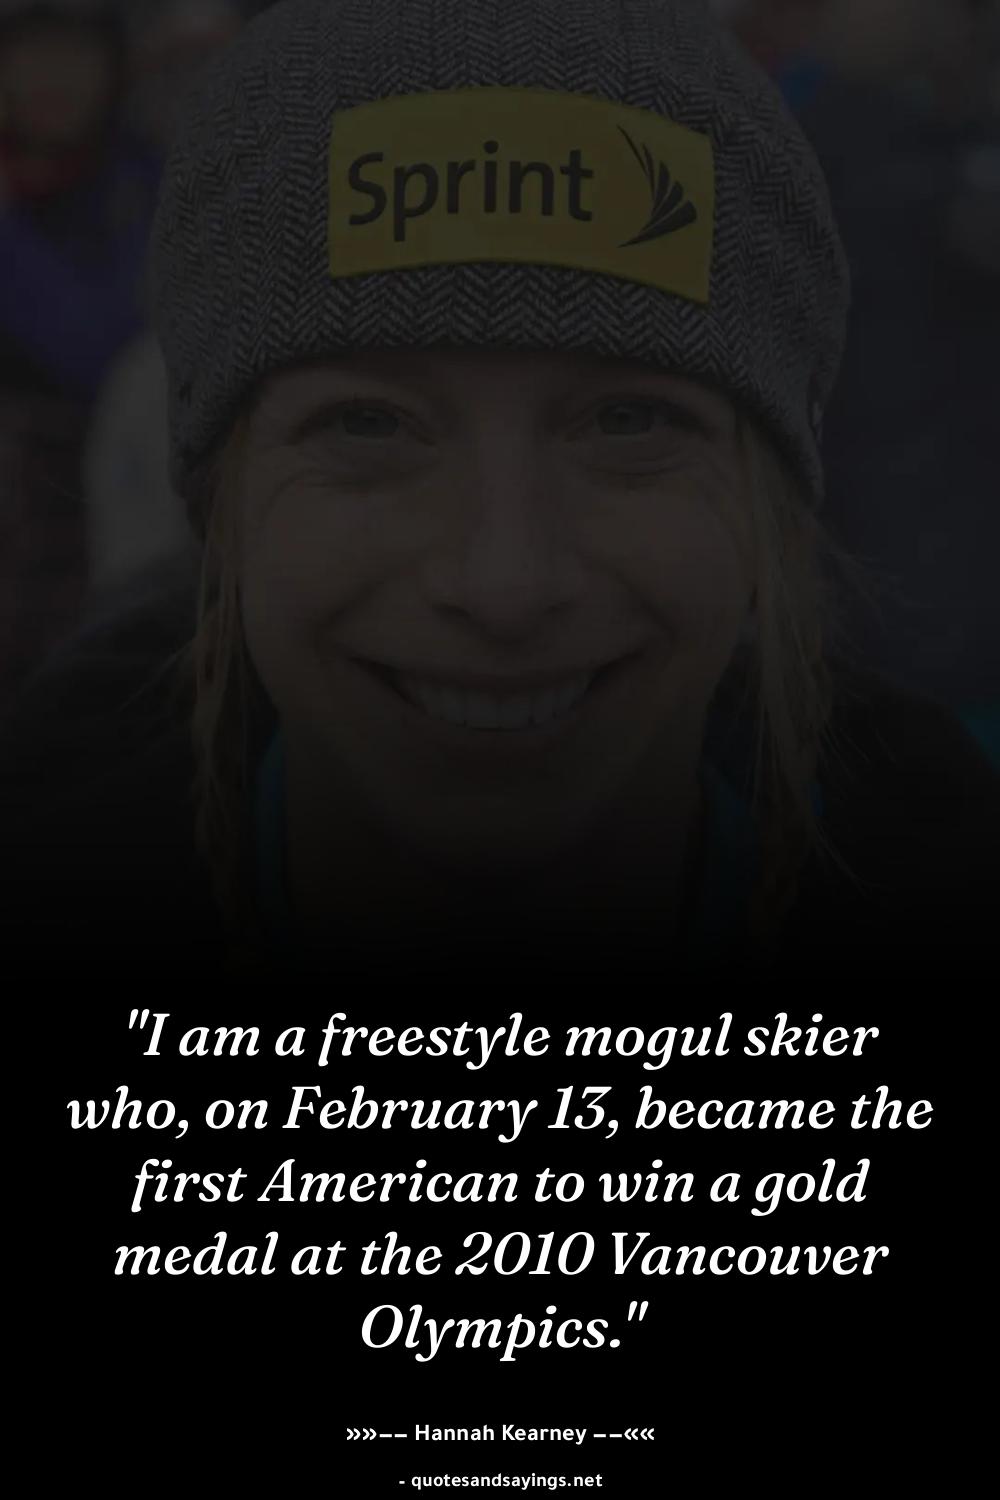 Sprint
"I am a freestyle mogul skier
who, on February 13, became the
first American to win a gold
medal at the 2010 Vancouver
Olympics."
»»–– Hannah Kearney ––««
- quotesandsayings.net